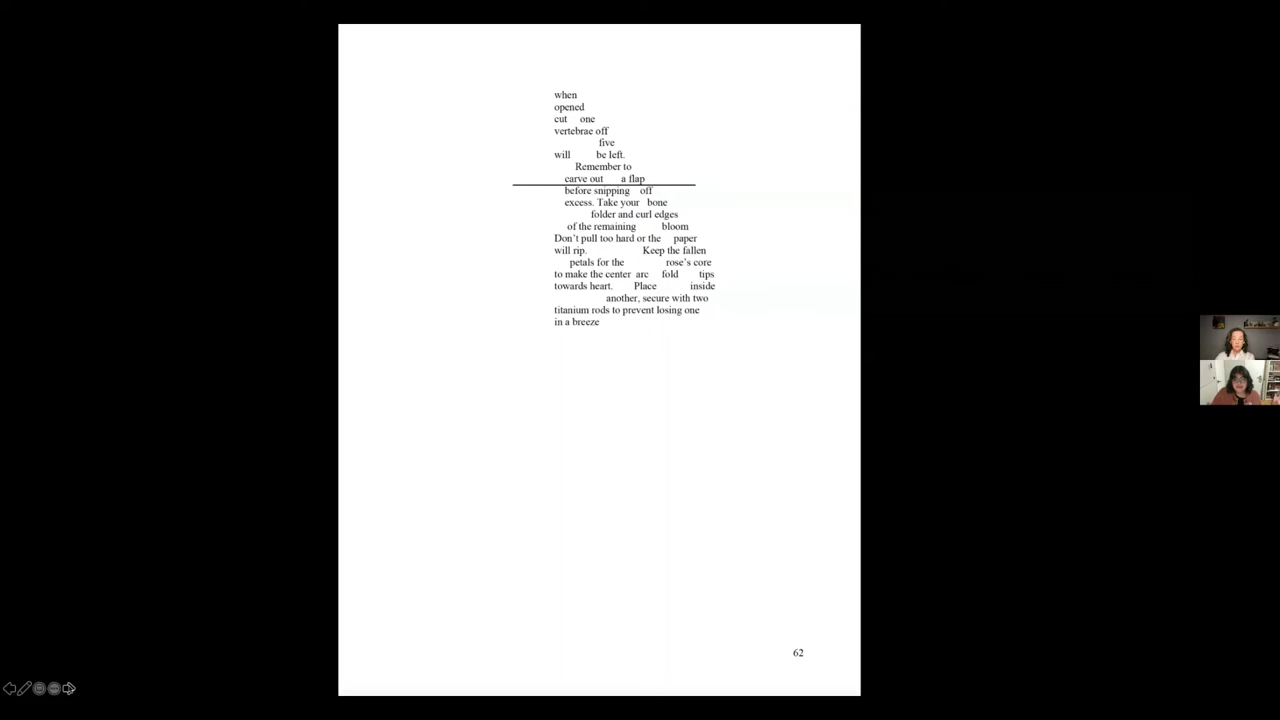 when
opened
cut one
vertebrae off
five
will be left.
Remember to
carve out a flap
before snipping off
excess. Take your bone
folder and curl edges
of the remaining bloom
Don't pull too hard or the paper
will rip. Keep the fallen
petals for the rose's core
to make the center arc fold tips
towards heart. Place inside
another, secure with two
titanium rods to prevent losing one
in a breeze
62